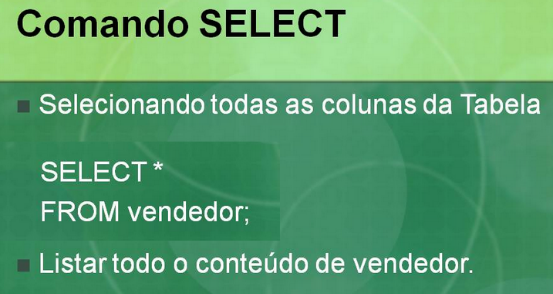 Comando SELECT
Selecionando todas as colunas da Tabela
SELECT *
FROM vendedor;
Listar todo o conteúdo de vendedor.